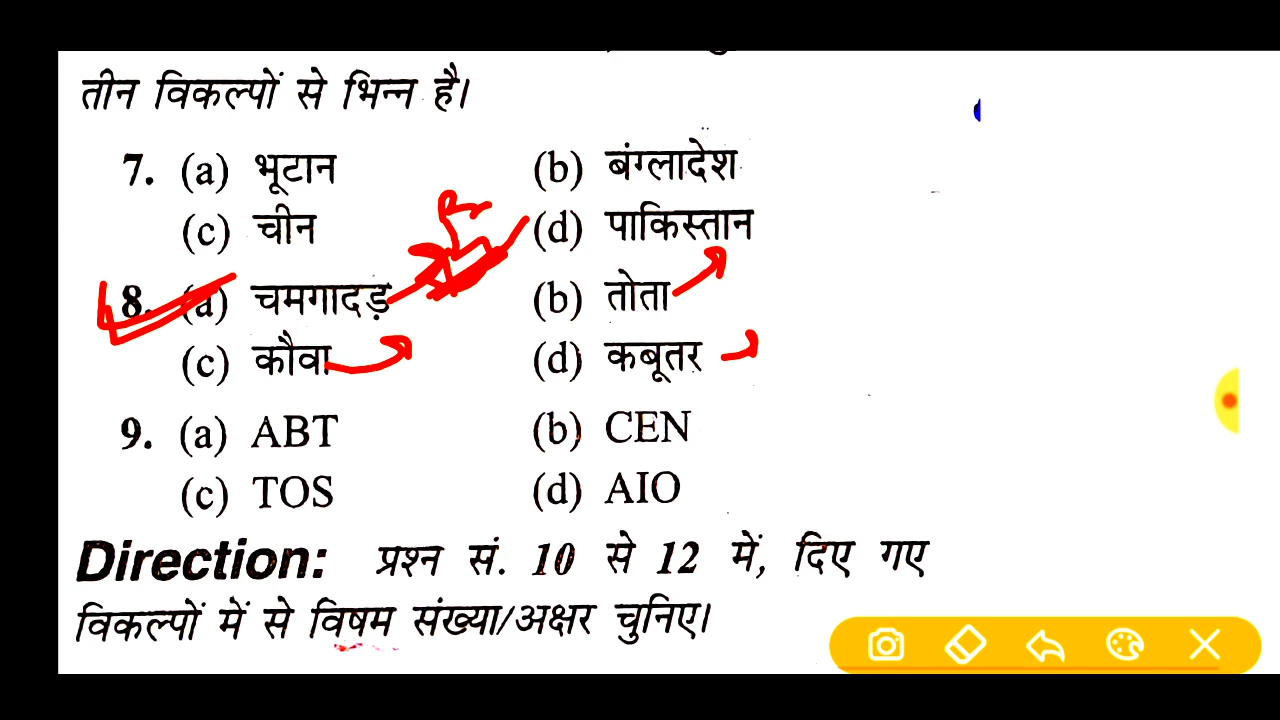 तीन विकल्पों से भिन्न है।
7. (a) भूटान (b) बंग्लादेश
(c) चीन (d) पाकिस्तान
8. (a) चमगादड़ (b) तोता
(c) कौवा (d) कबूतर
9. (a) ABT (b) CEN
(c) TOS (d) AIO
Direction: प्रश्न सं. 10 से 12 में, दिए गए
विकल्पों में से विषम संख्या/अक्षर चुनिए।